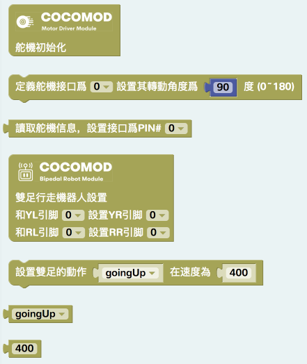 COCOMOD
Motor Driver Module
舵機初始化
定義舵機接口爲 0 設置其轉動角度爲 90 度 (0~180)
讀取舵機信息，設置接口爲PIN# 0
COCOMOD
Bipedal Robot Module
雙足行走機器人設置
和YL引脚 0 設置YR引脚 0
和RL引脚 0 設置RR引脚 0
設置雙足的動作 goingUp 在速度為 400
goingUp
400